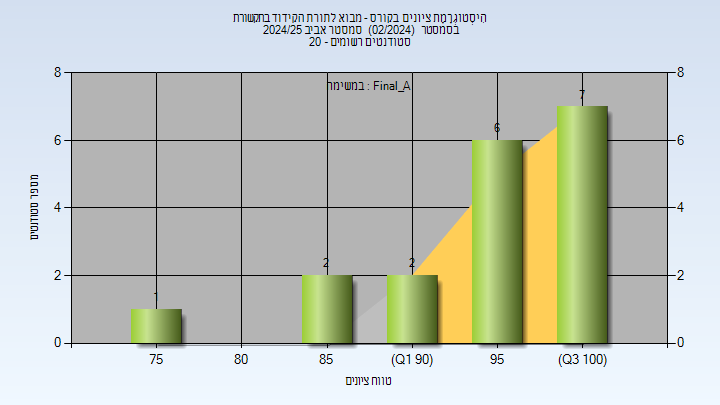 היסטוגרמת ציונים בקורס - מבוא לתורת הקידוד בתקשורת
בסמסטר (02/2024) סמסטר אביב 2024/25
סטודנטים רשומים - 20
במשימה : Final_A
8 8
6 6
4 4
2 2
0 0
1
2
2
6
7
מספר סטודנטים
75 80 85 (Q1 90) 95 (Q3 100)
טווח ציונים